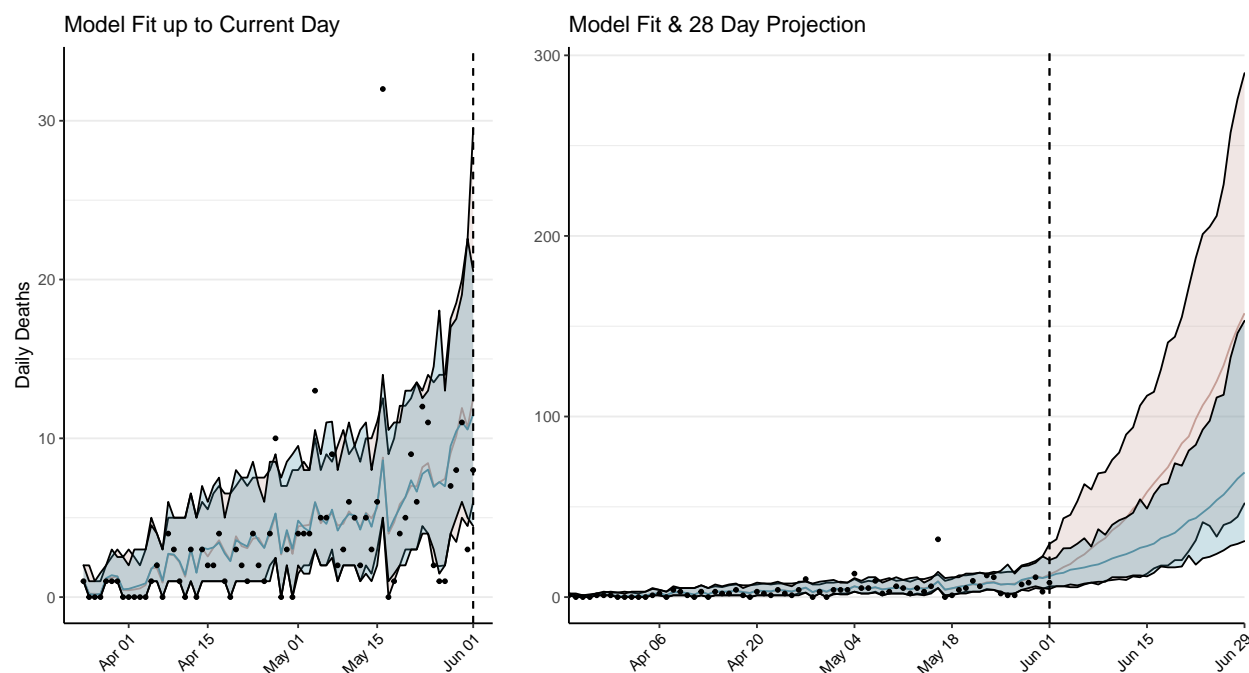 Model Fit up to Current Day
Daily Deaths
30
20
10
0
Apr 01
Apr 15
May 01
May 15
Jun 01
Model Fit & 28 Day Projection
300
200
100
0
Apr 06
Apr 20
May 04
May 18
Jun 01
Jun 15
Jun 29